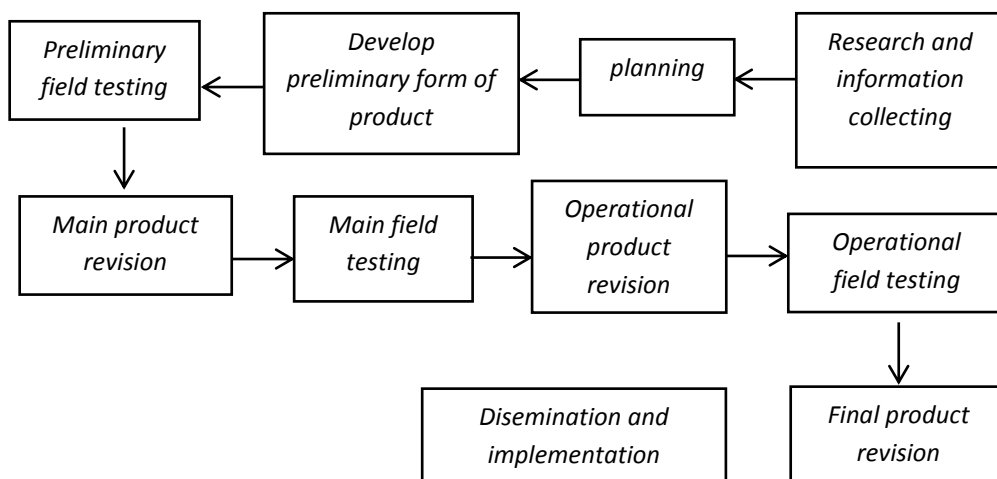 Research and
information
collecting
planning
Develop
preliminary form of
product
Preliminary
field testing
Main product
revision
Main field
testing
Operational
product
revision
Operational
field testing
Final product
revision
Disemination and
implementation